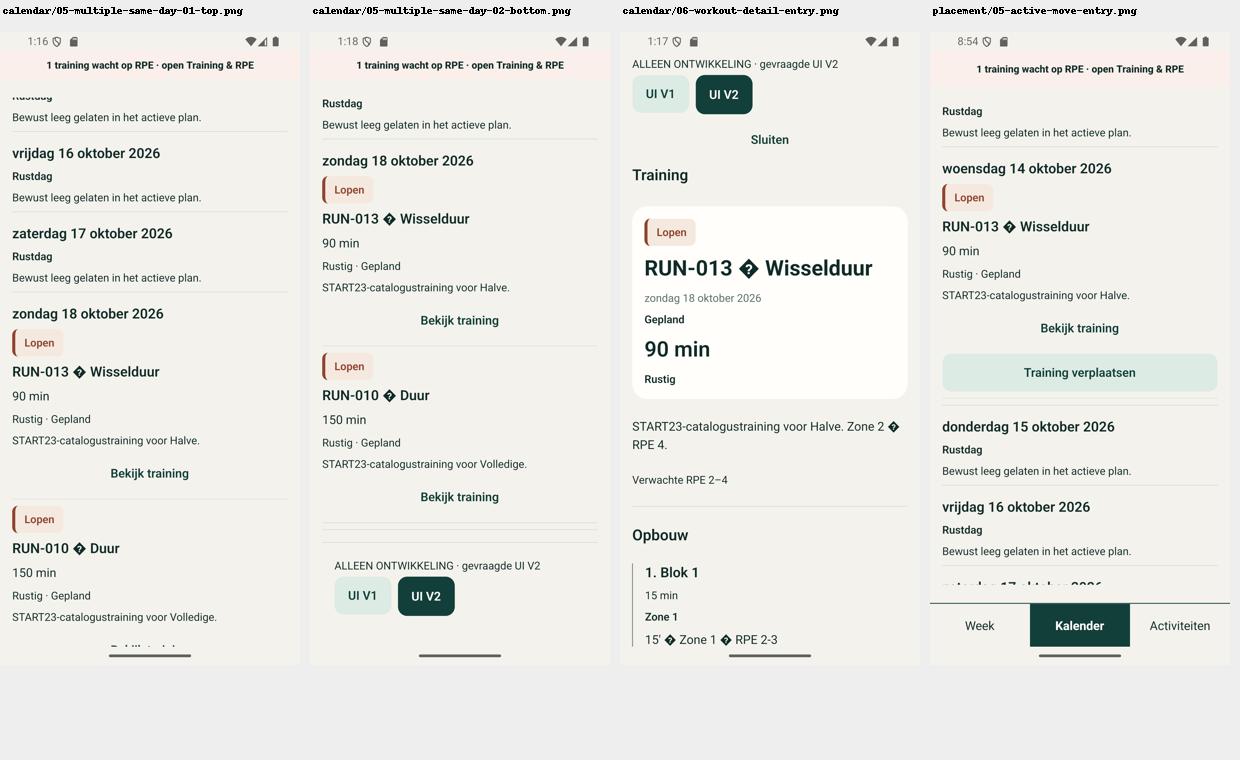 calendar/05-multiple-same-day-01-top.png
1:16
1 training wacht op RPE · open Training & RPE
Rustdag
Bewust leeg gelaten in het actieve plan.
vrijdag 16 oktober 2026
Rustdag
Bewust leeg gelaten in het actieve plan.
zaterdag 17 oktober 2026
Rustdag
Bewust leeg gelaten in het actieve plan.
zondag 18 oktober 2026
Lopen
RUN-013 � Wisselduur
90 min
Rustig · Gepland
START23-catalogustraining voor Halve.
Bekijk training
Lopen
RUN-010 � Duur
150 min
Rustig · Gepland
START23-catalogustraining voor Volledige.
Bekijk training
calendar/05-multiple-same-day-02-bottom.png
1:18
1 training wacht op RPE · open Training & RPE
Rustdag
Bewust leeg gelaten in het actieve plan.
zondag 18 oktober 2026
Lopen
RUN-013 � Wisselduur
90 min
Rustig · Gepland
START23-catalogustraining voor Halve.
Bekijk training
Lopen
RUN-010 � Duur
150 min
Rustig · Gepland
START23-catalogustraining voor Volledige.
Bekijk training
ALLEEN ONTWIKKELING · gevraagde UI V2
UI V1 UI V2
calendar/06-workout-detail-entry.png
1:17
ALLEEN ONTWIKKELING · gevraagde UI V2
UI V1 UI V2
Sluiten
Training
Lopen
RUN-013 � Wisselduur
zondag 18 oktober 2026
Gepland
90 min
Rustig
START23-catalogustraining voor Halve. Zone 2 �
RPE 4.
Verwachte RPE 2–4
Opbouw
1. Blok 1
15 min
Zone 1
15' � Zone 1 � RPE 2-3
placement/05-active-move-entry.png
8:54
1 training wacht op RPE · open Training & RPE
Rustdag
Bewust leeg gelaten in het actieve plan.
woensdag 14 oktober 2026
Lopen
RUN-013 � Wisselduur
90 min
Rustig · Gepland
START23-catalogustraining voor Halve.
Bekijk training
Training verplaatsen
donderdag 15 oktober 2026
Rustdag
Bewust leeg gelaten in het actieve plan.
vrijdag 16 oktober 2026
Rustdag
Bewust leeg gelaten in het actieve plan.
zaterdag 17 oktober 2026
Week Kalender Activiteiten